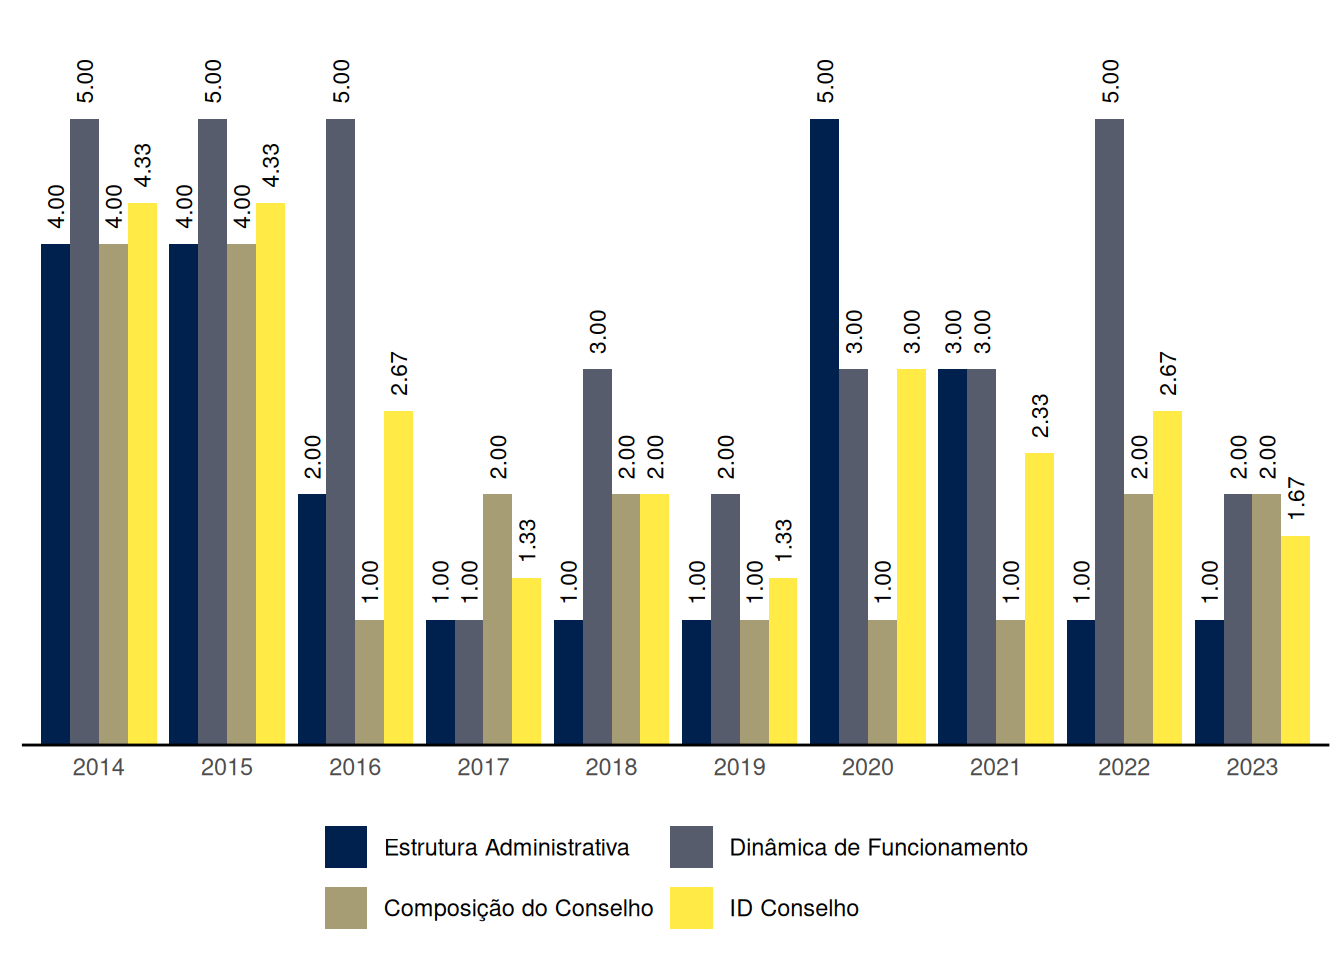 4.00 5.00 4.00 4.33 4.00 5.00 4.00 4.33 2.00 5.00 1.00 2.67 1.00 1.00 2.00 1.33 1.00 3.00 2.00 2.00 1.00 2.00 1.00 1.33 5.00 3.00 1.00 3.00 3.00 3.00 1.00 2.33 1.00 5.00 2.00 2.67 1.00 2.00 2.00 1.67
2014 2015 2016 2017 2018 2019 2020 2021 2022 2023
Estrutura Administrativa Dinâmica de Funcionamento
Composição do Conselho ID Conselho